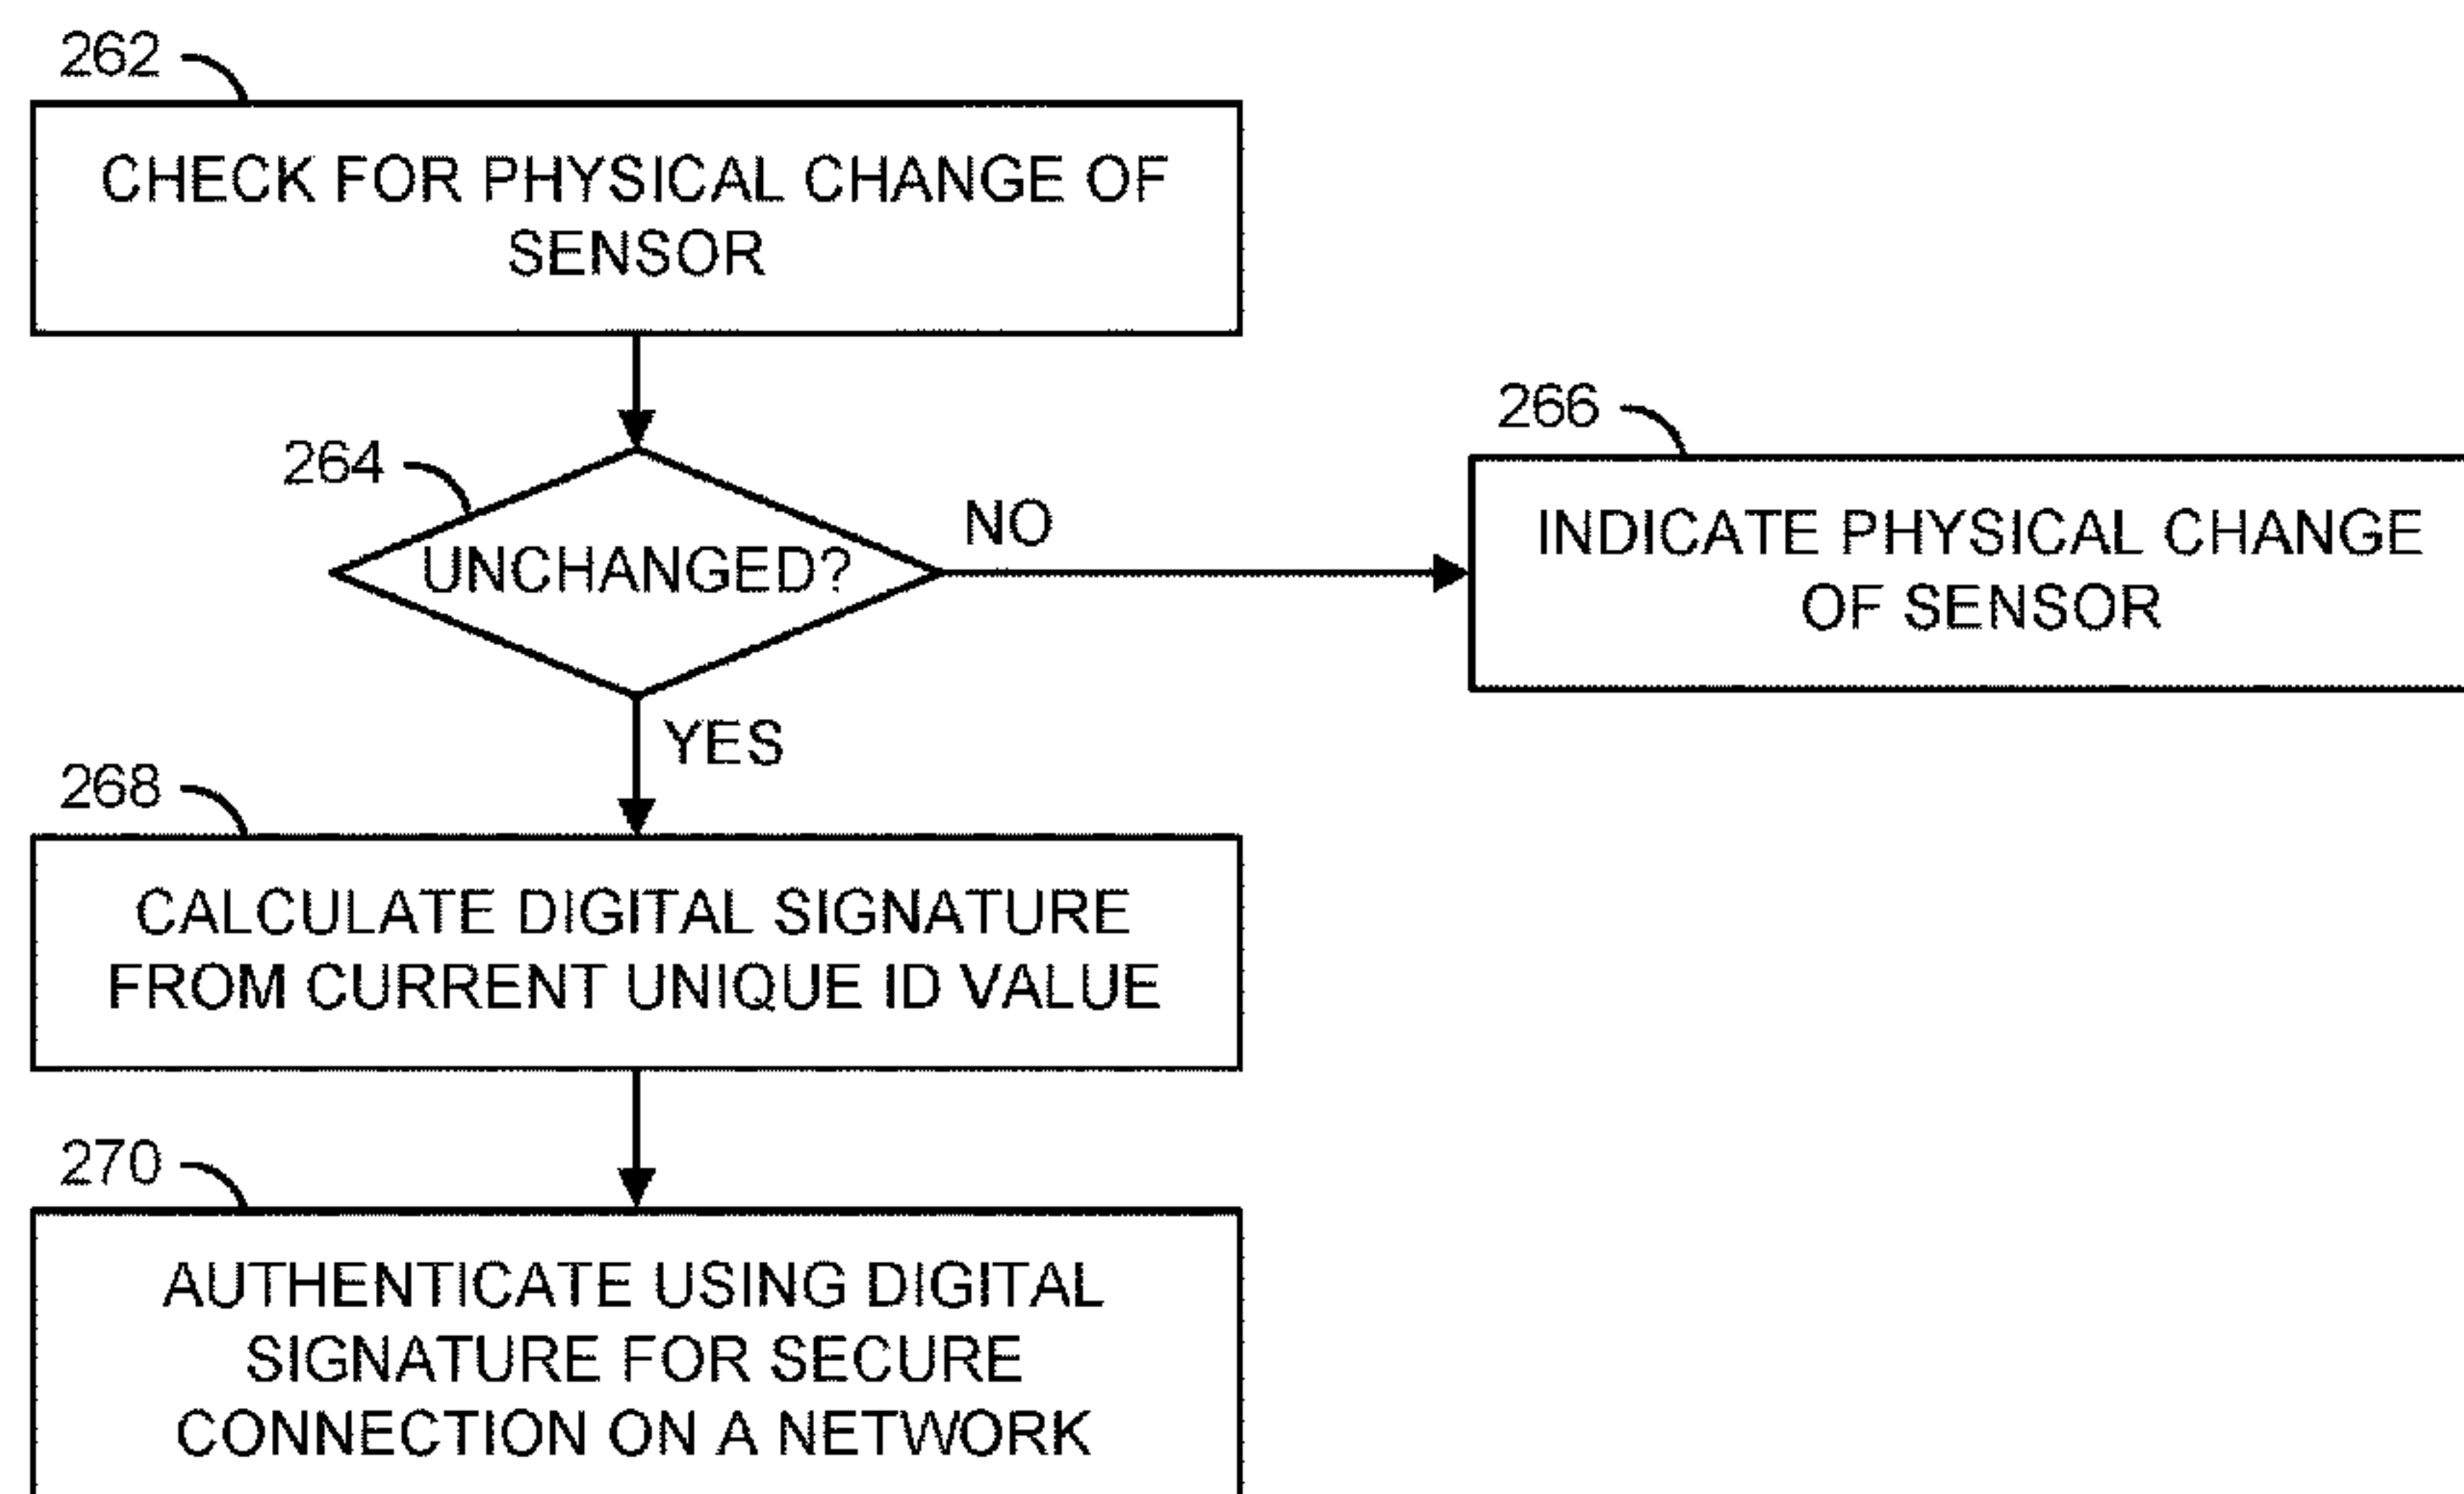 262
CHECK FOR PHYSICAL CHANGE OF
SENSOR
264
UNCHANGED?
NO
266
INDICATE PHYSICAL CHANGE
OF SENSOR
YES
268
CALCULATE DIGITAL SIGNATURE
FROM CURRENT UNIQUE ID VALUE
270
AUTHENTICATE USING DIGITAL
SIGNATURE FOR SECURE
CONNECTION ON A NETWORK